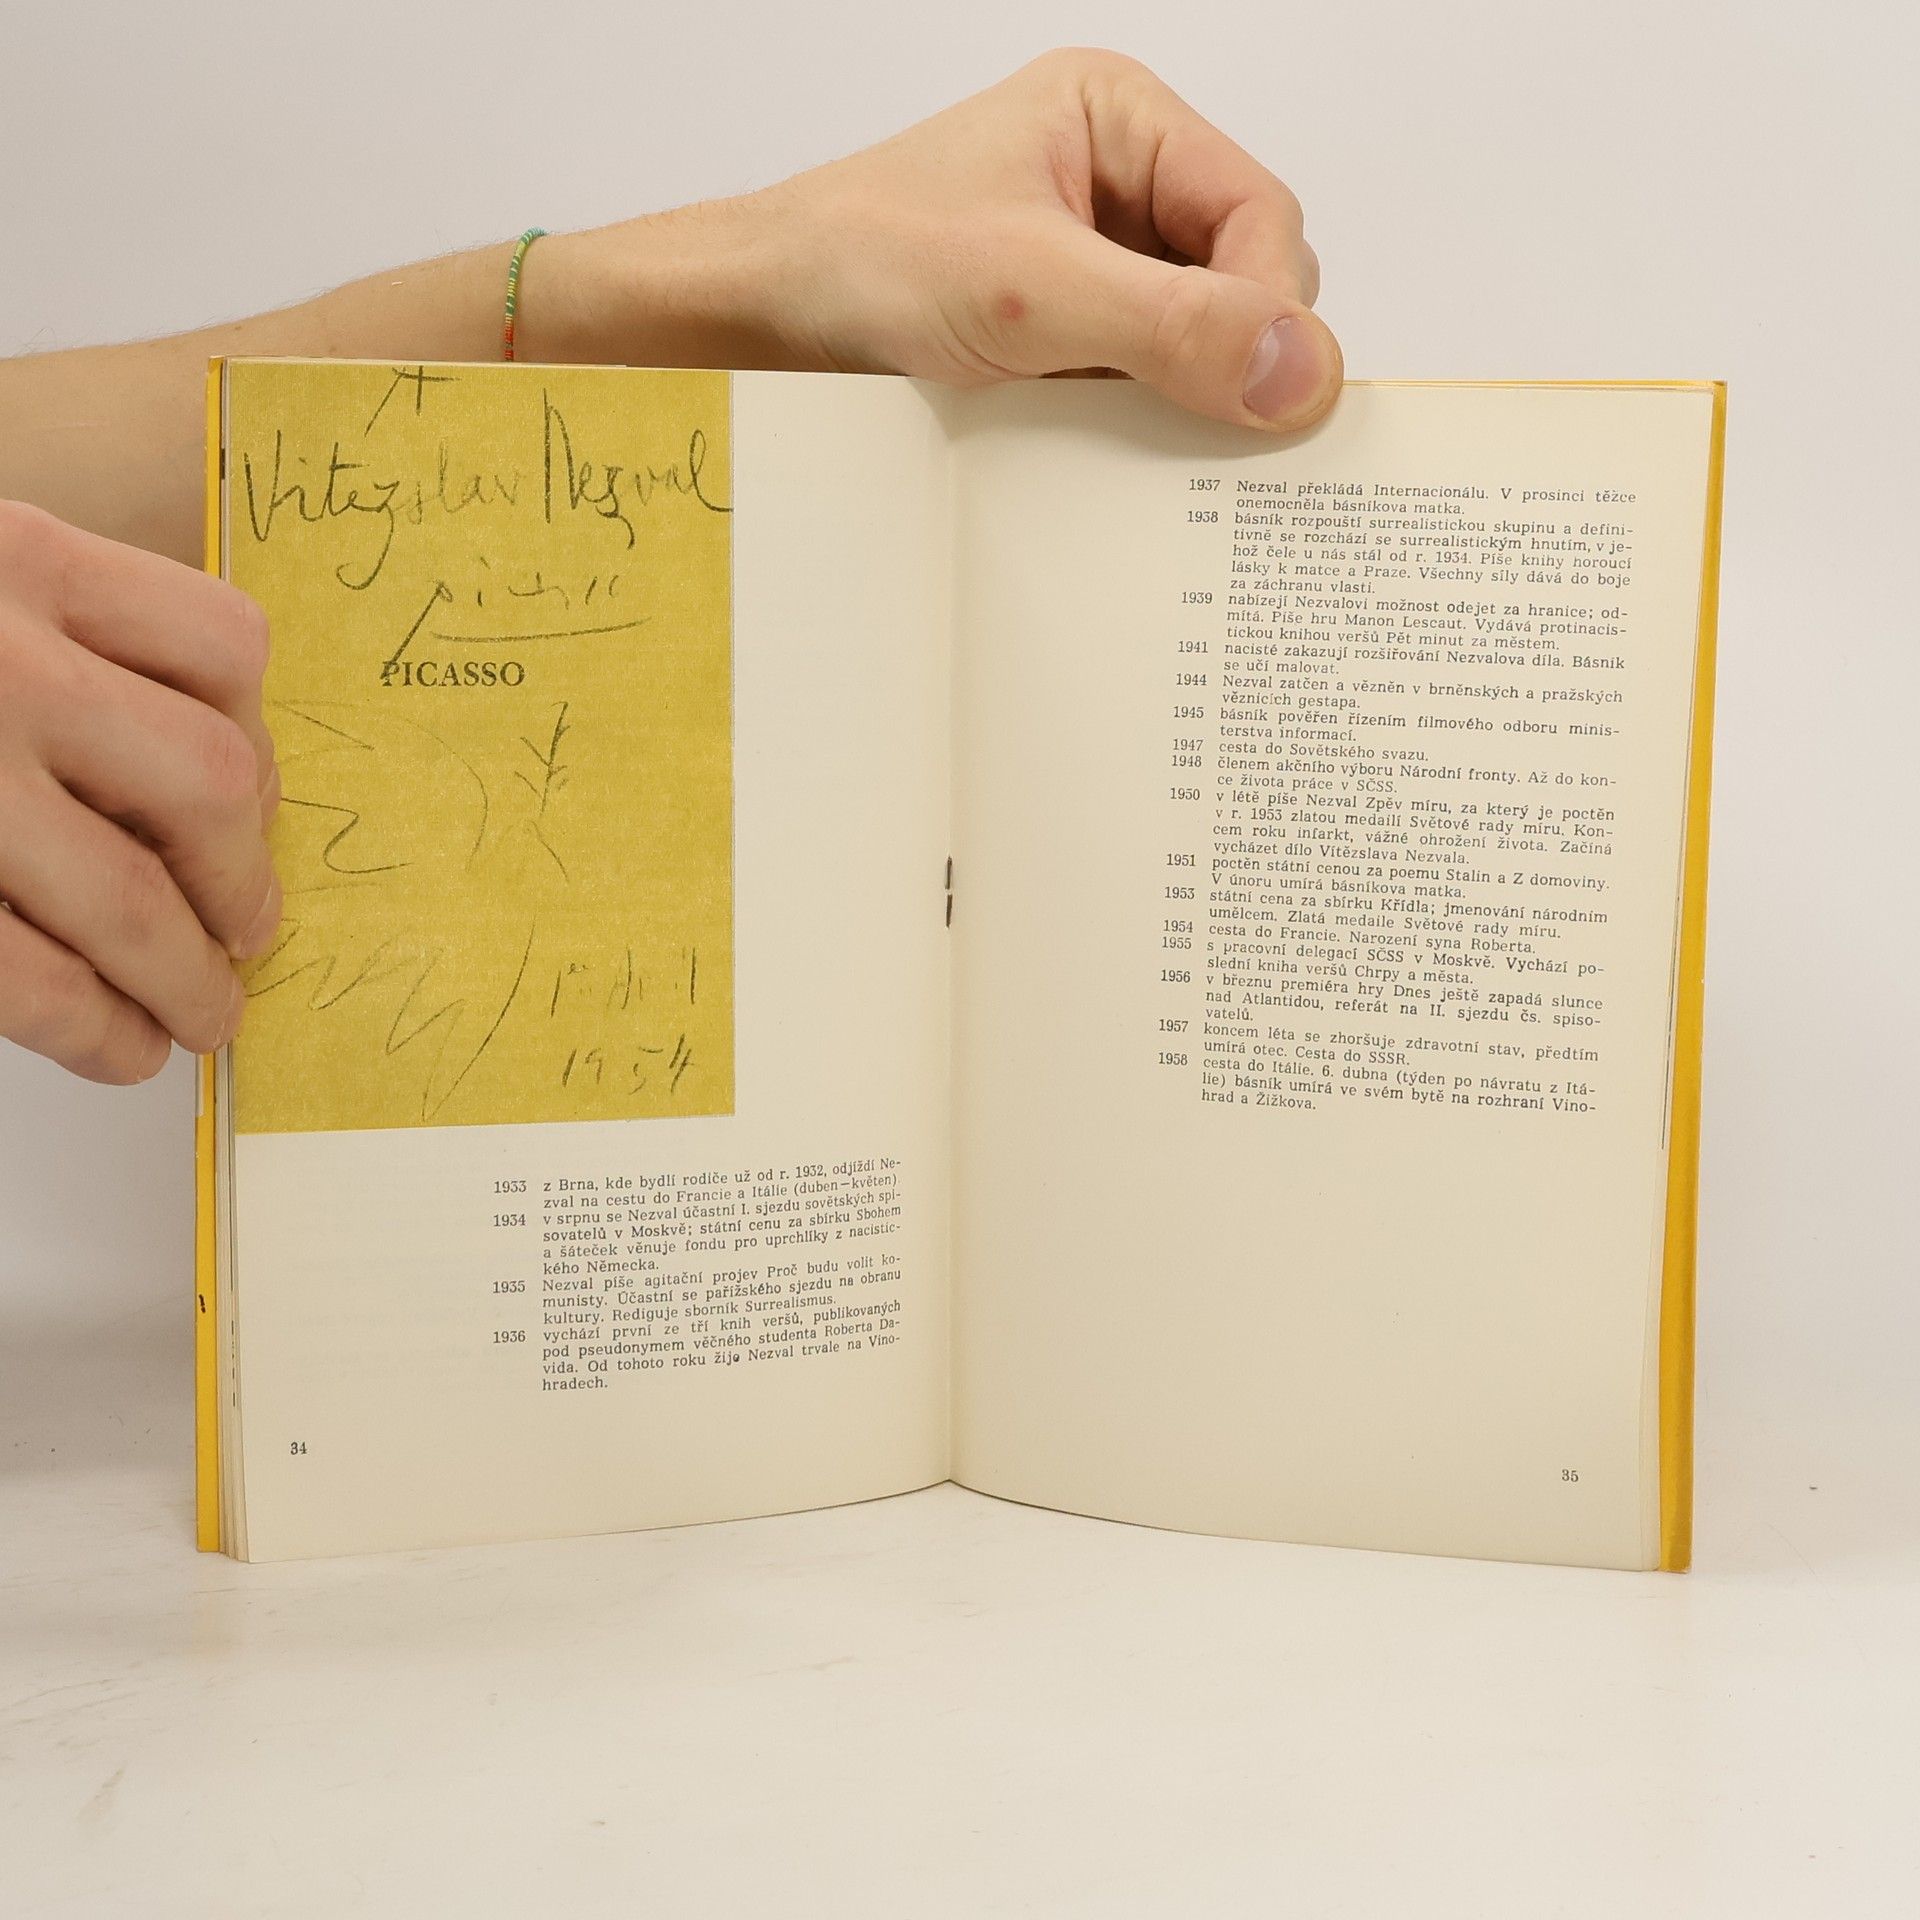 Vitězslav Nezval
PICASSO
1954
1933 z Brna, kde bydlí rodiče už od r. 1932, odjíždí Ne-
zval na cestu do Francie a Itálie (duben—květen).
1934 v srpnu se Nezval účastní I. sjezdu sovětských spi-
sovatelů v Moskvě; státní cenu za sbírku Sbohem
a šáteček věnuje fondu pro uprchlíky z nacistic-
kého Německa.
1935 Nezval píše agitační projev Proč budu volit ko-
munisty. Účastní se pařížského sjezdu na obranu
kultury. Rediguje sborník Surrealismus.
1936 vychází první ze tří knih veršů, publikovaných
pod pseudonymem věčného studenta Roberta Da-
vida. Od tohoto roku žije Nezval trvale na Vino-
hradech.
34
1937 Nezval překládá Internacionálu. V prosinci těžce
onemocněla básníkova matka.
1938 básník rozpouští surrealistickou skupinu a defini-
tivně se rozchází se surrealistickým hnutím, v je-
hož čele u nás stál od r. 1934. Píše knihy horoucí
lásky k matce a Praze. Všechny síly dává do boje
za záchranu vlasti.
1939 nabízejí Nezvalovi možnost odejet za hranice; od-
mítá. Píše hru Manon Lescaut. Vydává protinacis-
tickou knihou veršů Pět minut za městem.
1941 nacisté zakazují rozšiřování Nezvalova díla. Básník
se učí malovat.
1944 Nezval zatčen a vězněn v brněnských a pražských
věznicích gestapa.
1945 básník pověřen řízením filmového odboru minis-
terstva informací.
1947 cesta do Sovětského svazu.
1948 členem akčního výboru Národní fronty. Až do kon-
ce života práce v SČSS.
1950 v létě píše Nezval Zpěv míru, za který je poctěn
v r. 1953 zlatou medailí Světové rady míru. Kon-
cem roku infarkt, vážné ohrožení života. Začíná
vycházet dílo Vítězslava Nezvala.
1951 poctěn státní cenou za poemu Stalin a Z domoviny.
V únoru umírá básníkova matka.
1953 státní cena za sbírku Křídla; jmenování národním
umělcem. Zlatá medaile Světové rady míru.
1954 cesta do Francie. Narození syna Roberta.
1955 s pracovní delegací SČSS v Moskvě. Vychází po-
slední kniha veršů Chrpy a města.
1956 v březnu premiéra hry Dnes ještě zapadá slunce
nad Atlantidou, referát na II. sjezdu čs. spiso-
vatelů.
1957 koncem léta se zhoršuje zdravotní stav, předtím
umírá otec. Cesta do SSSR.
1958 cesta do Itálie. 6. dubna (týden po návratu z Itá-
lie) básník umírá ve svém bytě na rozhraní Vino-
hrad a Žižkova.
35